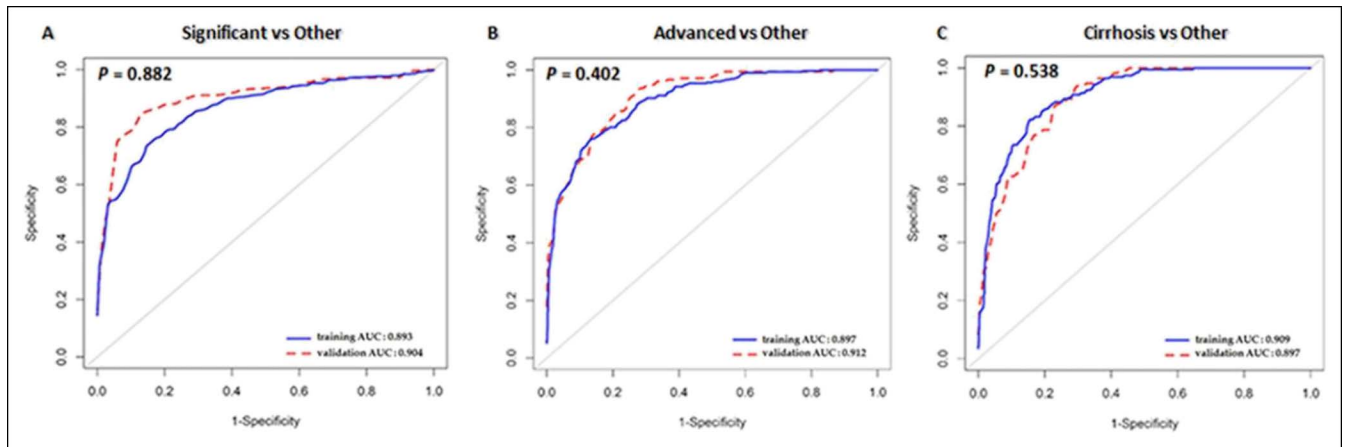 A Significant vs Other
P = 0.882
Specificity
1.0
0.8
0.6
0.4
0.2
0.0
training AUC: 0.893
validation AUC: 0.904
0.0 0.2 0.4 0.6 0.8 1.0
1-Specificity
B Advanced vs Other
P = 0.402
Specificity
1.0
0.8
0.6
0.4
0.2
0.0
training AUC: 0.897
validation AUC: 0.912
0.0 0.2 0.4 0.6 0.8 1.0
1-Specificity
C Cirrhosis vs Other
P = 0.538
Specificity
1.0
0.8
0.6
0.4
0.2
0.0
training AUC: 0.909
validation AUC: 0.897
0.0 0.2 0.4 0.6 0.8 1.0
1-Specificity